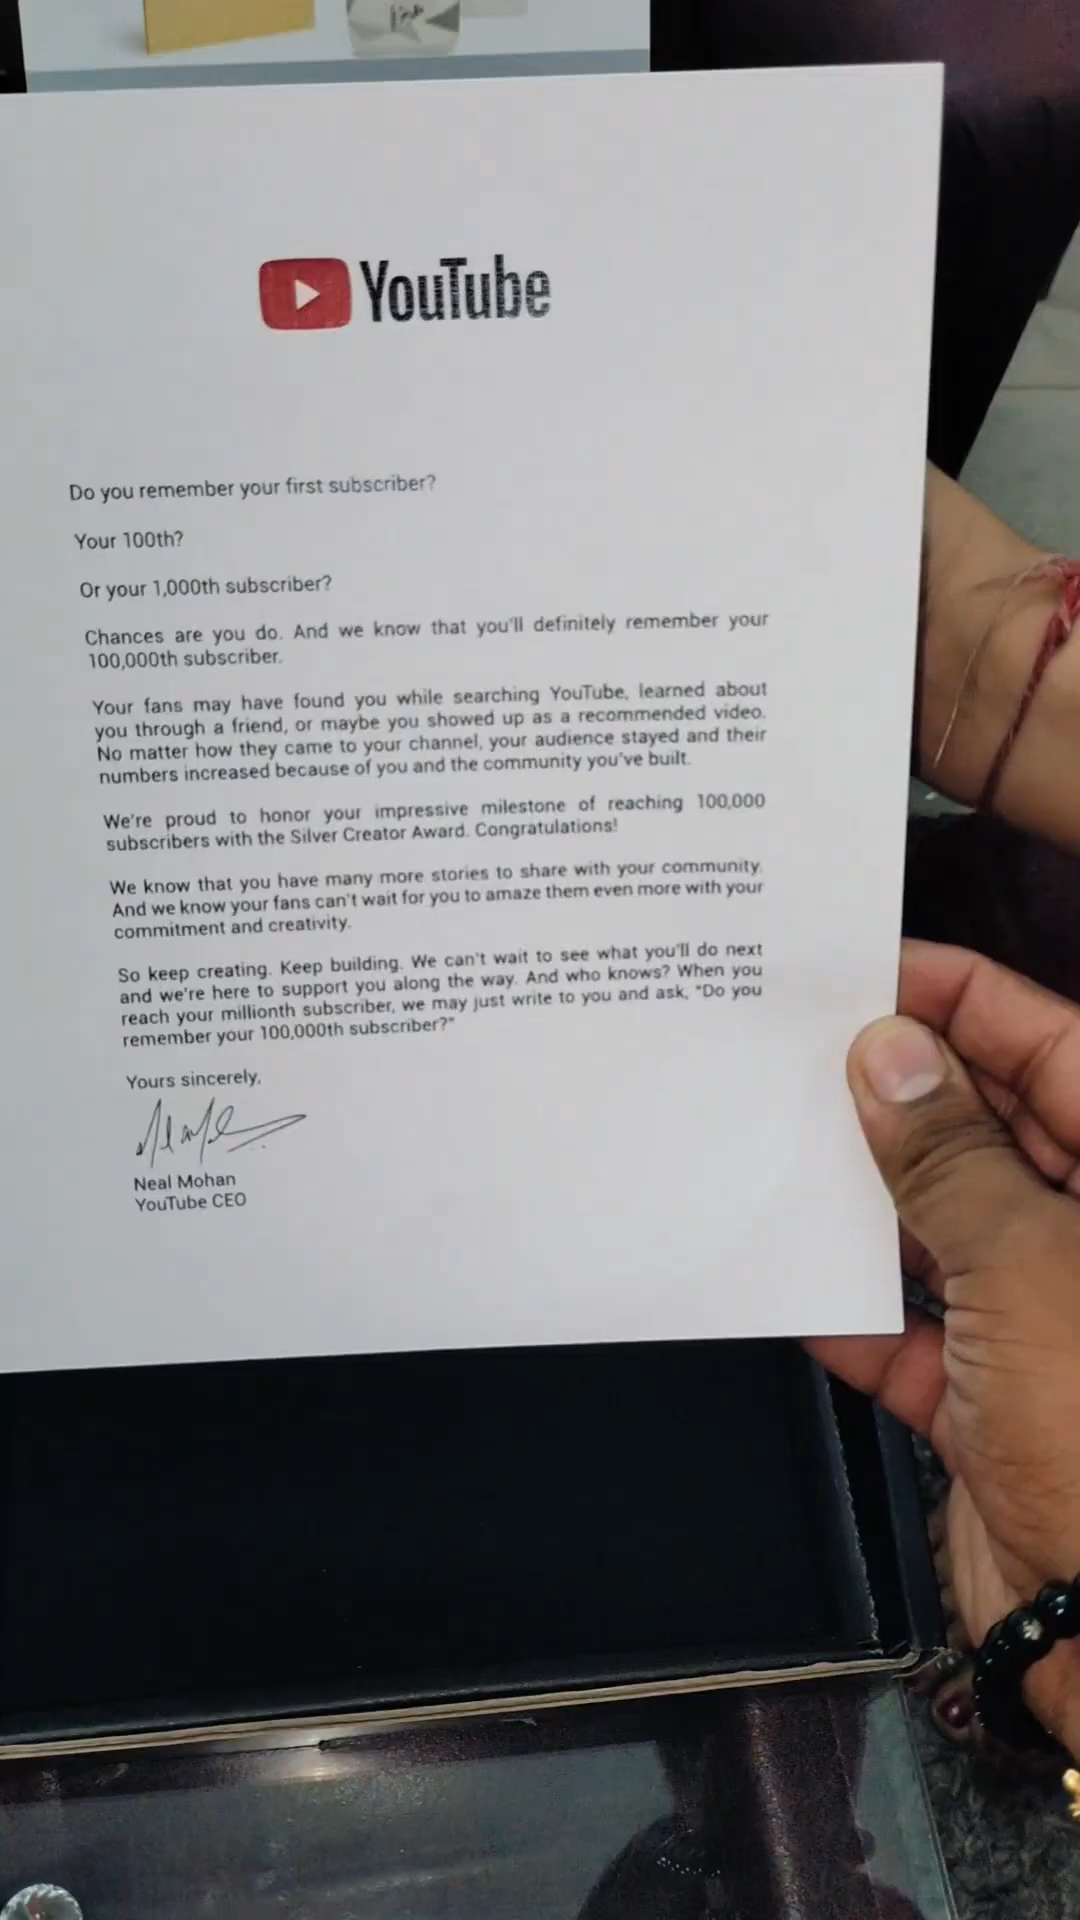 YouTube
Do you remember your first subscriber?
Your 100th?
Or your 1,000th subscriber?
Chances are you do. And we know that you'll definitely remember your
100,000th subscriber.
Your fans may have found you while searching YouTube, learned about
you through a friend, or maybe you showed up as a recommended video.
No matter how they came to your channel, your audience stayed and their
numbers increased because of you and the community you've built.
We're proud to honor your impressive milestone of reaching 100,000
subscribers with the Silver Creator Award. Congratulations!
We know that you have many more stories to share with your community.
And we know your fans can't wait for you to amaze them even more with your
commitment and creativity.
So keep creating. Keep building. We can't wait to see what you'll do next
and we're here to support you along the way. And who knows? When you
reach your millionth subscriber, we may just write to you and ask, "Do you
remember your 100,000th subscriber?"
Yours sincerely,
Neal Mohan
YouTube CEO